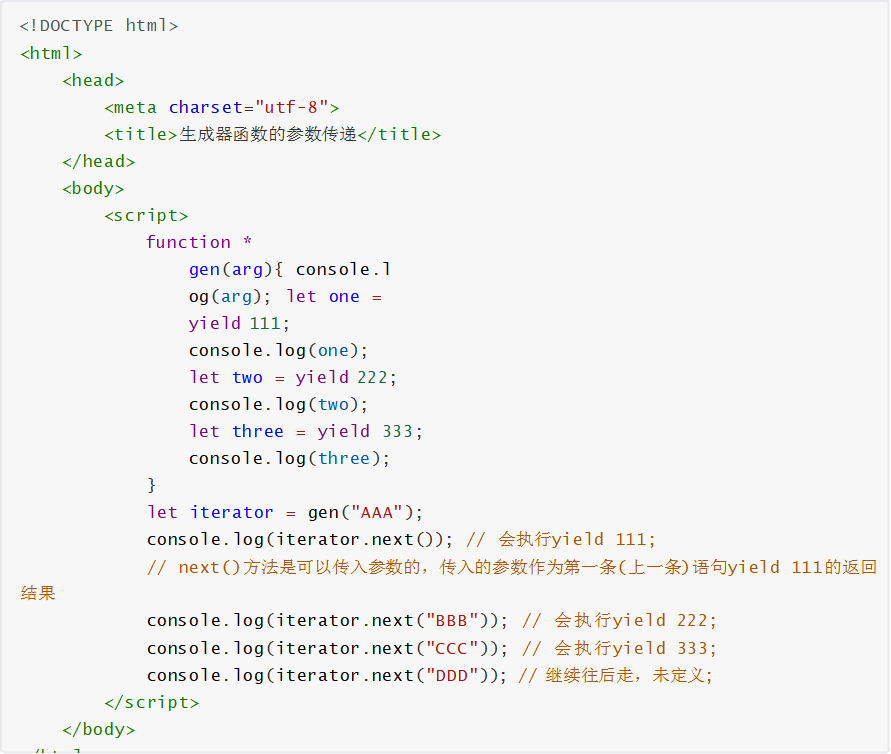 <!DOCTYPE html>
<html>
    <head>
        <meta charset="utf-8">
        <title>生成器函数的参数传递</title>
    </head>
    <body>
        <script>
            function *
                gen(arg){ console.l
                og(arg); let one =
                yield 111;
                console.log(one);
                let two = yield 222;
                console.log(two);
                let three = yield 333;
                console.log(three);
            }
            let iterator = gen("AAA");
            console.log(iterator.next()); // 会执行yield 111;
            // next()方法是可以传入参数的，传入的参数作为第一条(上一条)语句yield 111的返回
结果
            console.log(iterator.next("BBB")); // 会执行yield 222;
            console.log(iterator.next("CCC")); // 会执行yield 333;
            console.log(iterator.next("DDD")); // 继续往后走，未定义;
        </script>
    </body>